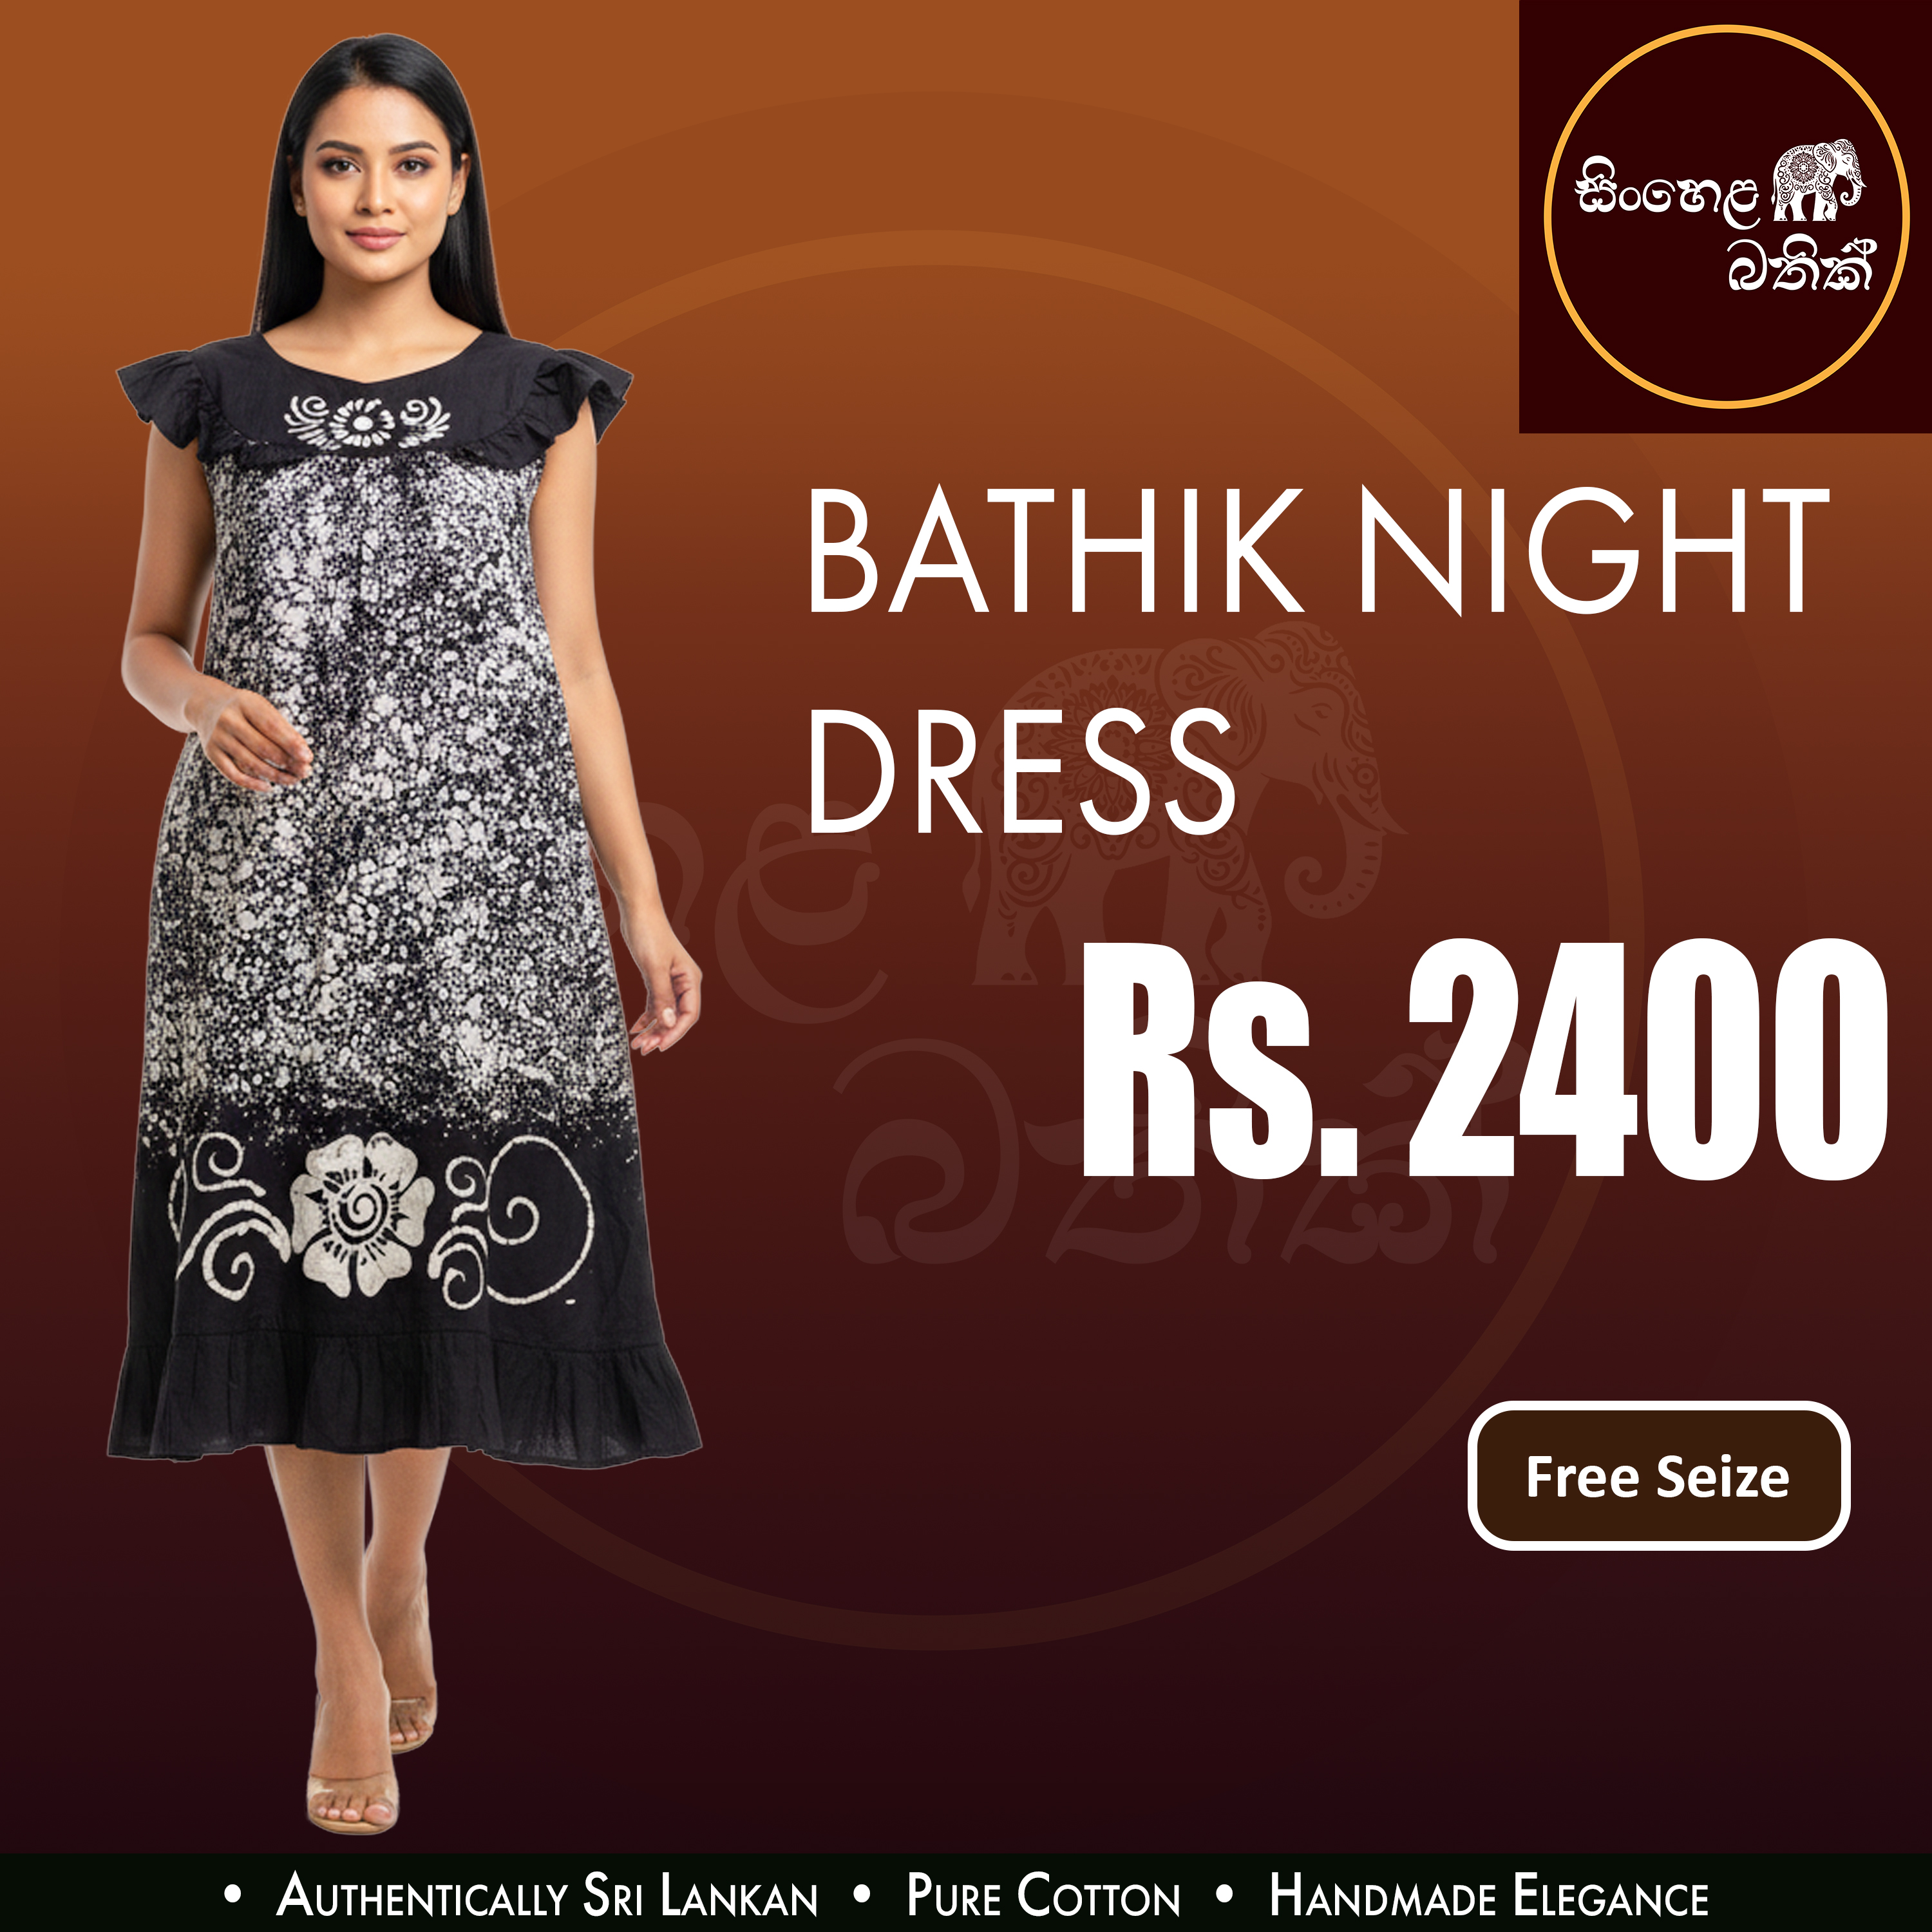 සිංහෙළ
බතික්
BATHIK NIGHT
DRESS
Rs. 2400
Free Seize
• AUTHENTICALLY SRI LANKAN • PURE COTTON • HANDMADE ELEGANCE